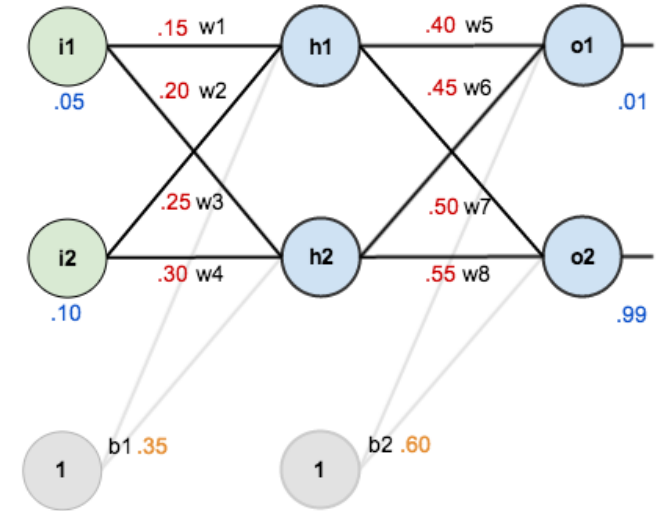 .15 w1
.40 w5
i1
h1
o1
.20 w2
.45 w6
.05
.01
.25 w3
.50 w7
i2
h2
o2
.30 w4
.55 w8
.10
.99
b1 .35
b2 .60
1
1